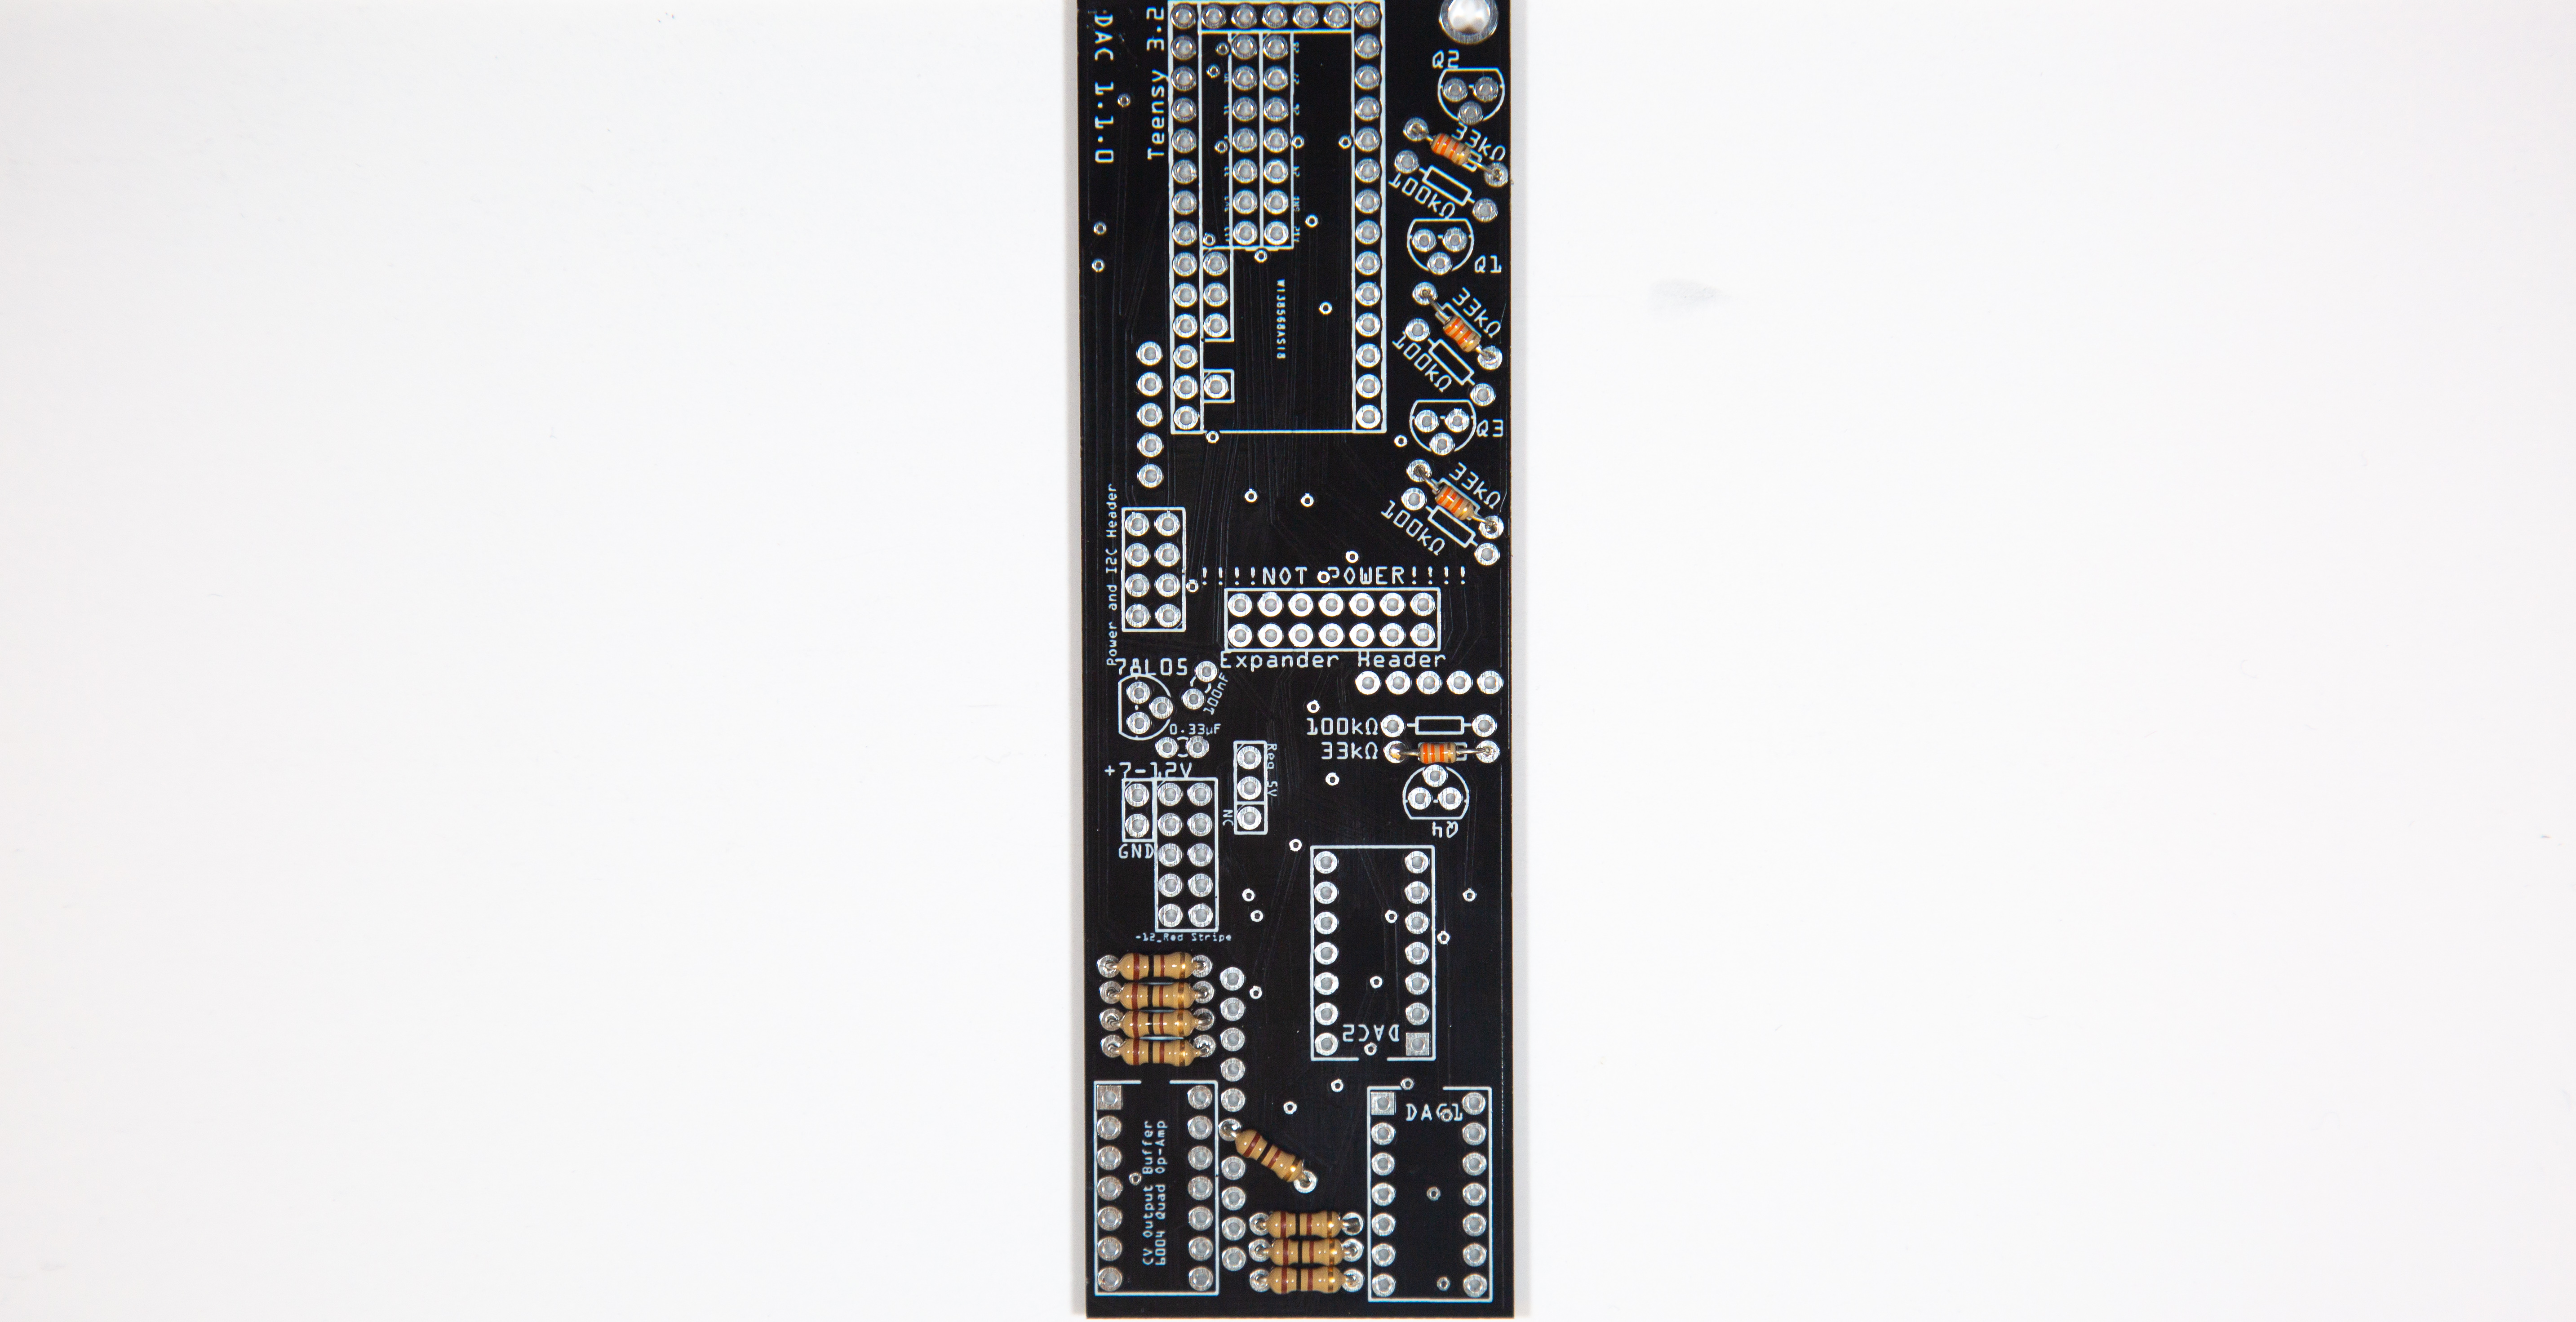 DAC 1.1.0
Teensy 3.2
Q2
33kΩ
100kΩ
Q1
33kΩ
100kΩ
W138568ASI8
Q3
33kΩ
100kΩ
Power and I2C Header
!!!!NOT POWER!!!!
Expander Header
78L05
100nF
0.33µF
100kΩ
33kΩ
Reg 5V
NC
+7-12V
GND
Q4
-12_Red Stripe
DAC2
DAC1
CV Output Buffer
6004 Quad Op-Amp